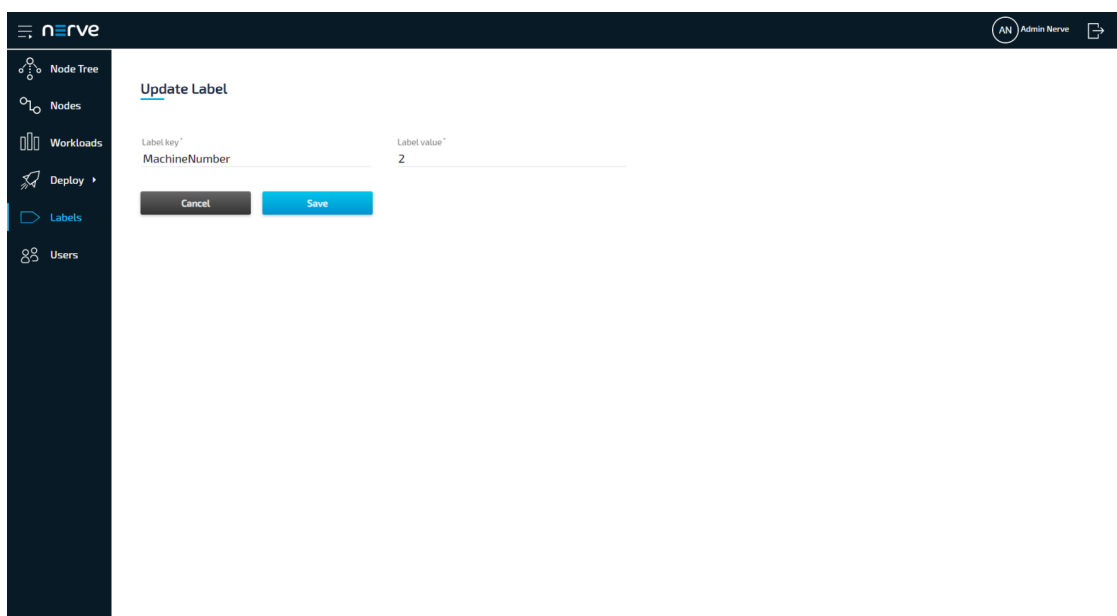 nerve
AN Admin Nerve
Node Tree
Nodes
Workloads
Deploy
Labels
Users
Update Label
Label key* Label value*
MachineNumber 2
Cancel Save